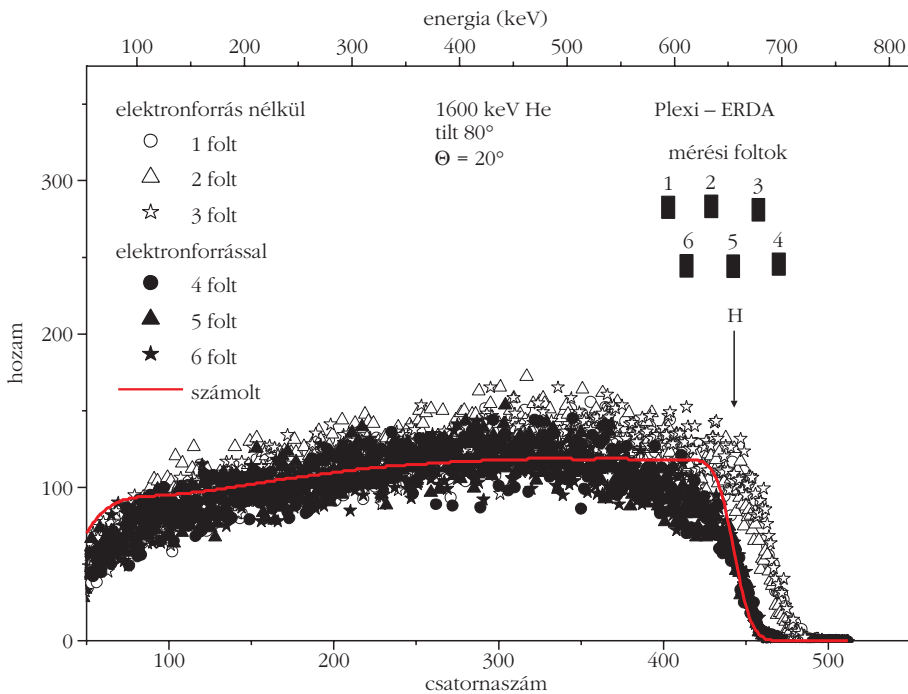 energia (keV)
100 200 300 400 500 600 700 800
elektronforrás nélkül
1 folt
2 folt
3 folt
elektronforrással
4 folt
5 folt
6 folt
számolt
1600 keV He
tilt 80°
Θ = 20°
Plexi – ERDA
mérési foltok
1 2 3
6 5 4
H
300
200
100
0
hozam
100 200 300 400 500
csatornaszám